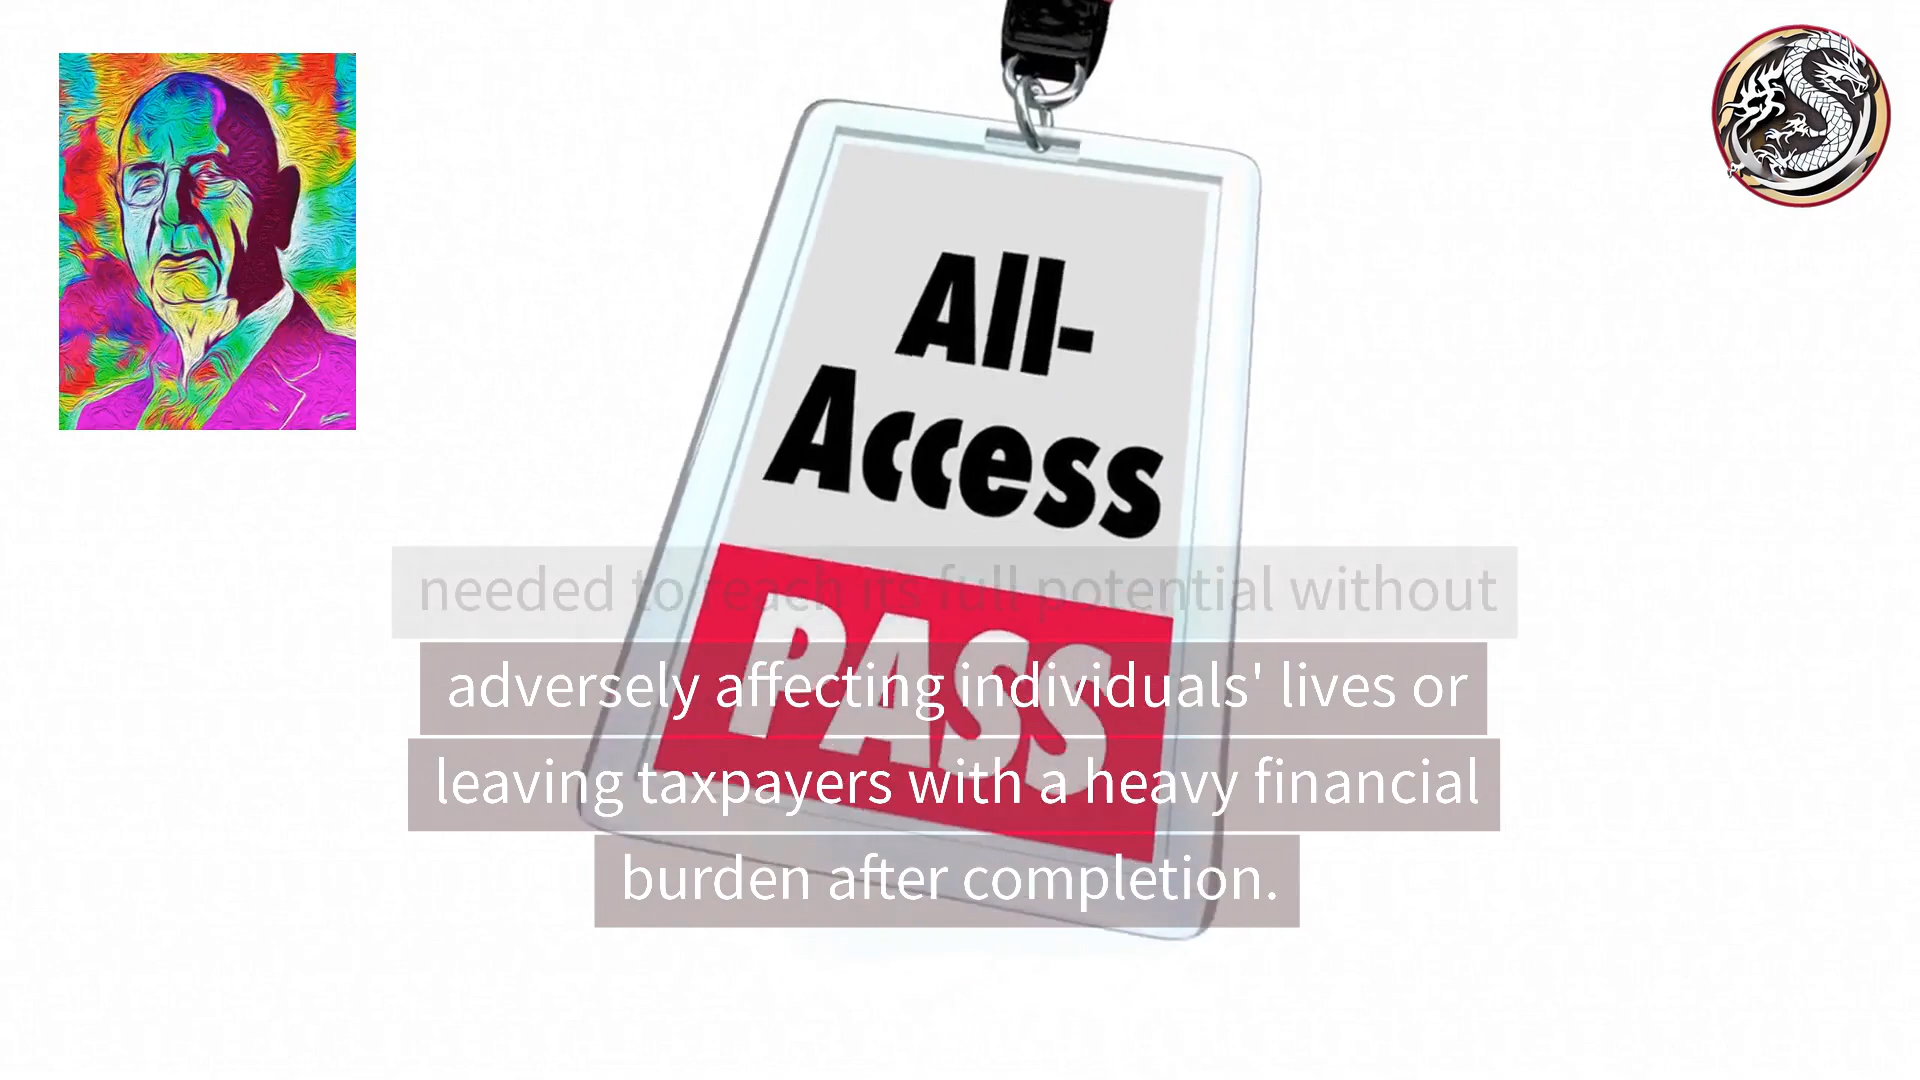 All-
Access
PASS
needed to reach its full potential without
adversely affecting individuals' lives or
leaving taxpayers with a heavy financial
burden after completion.